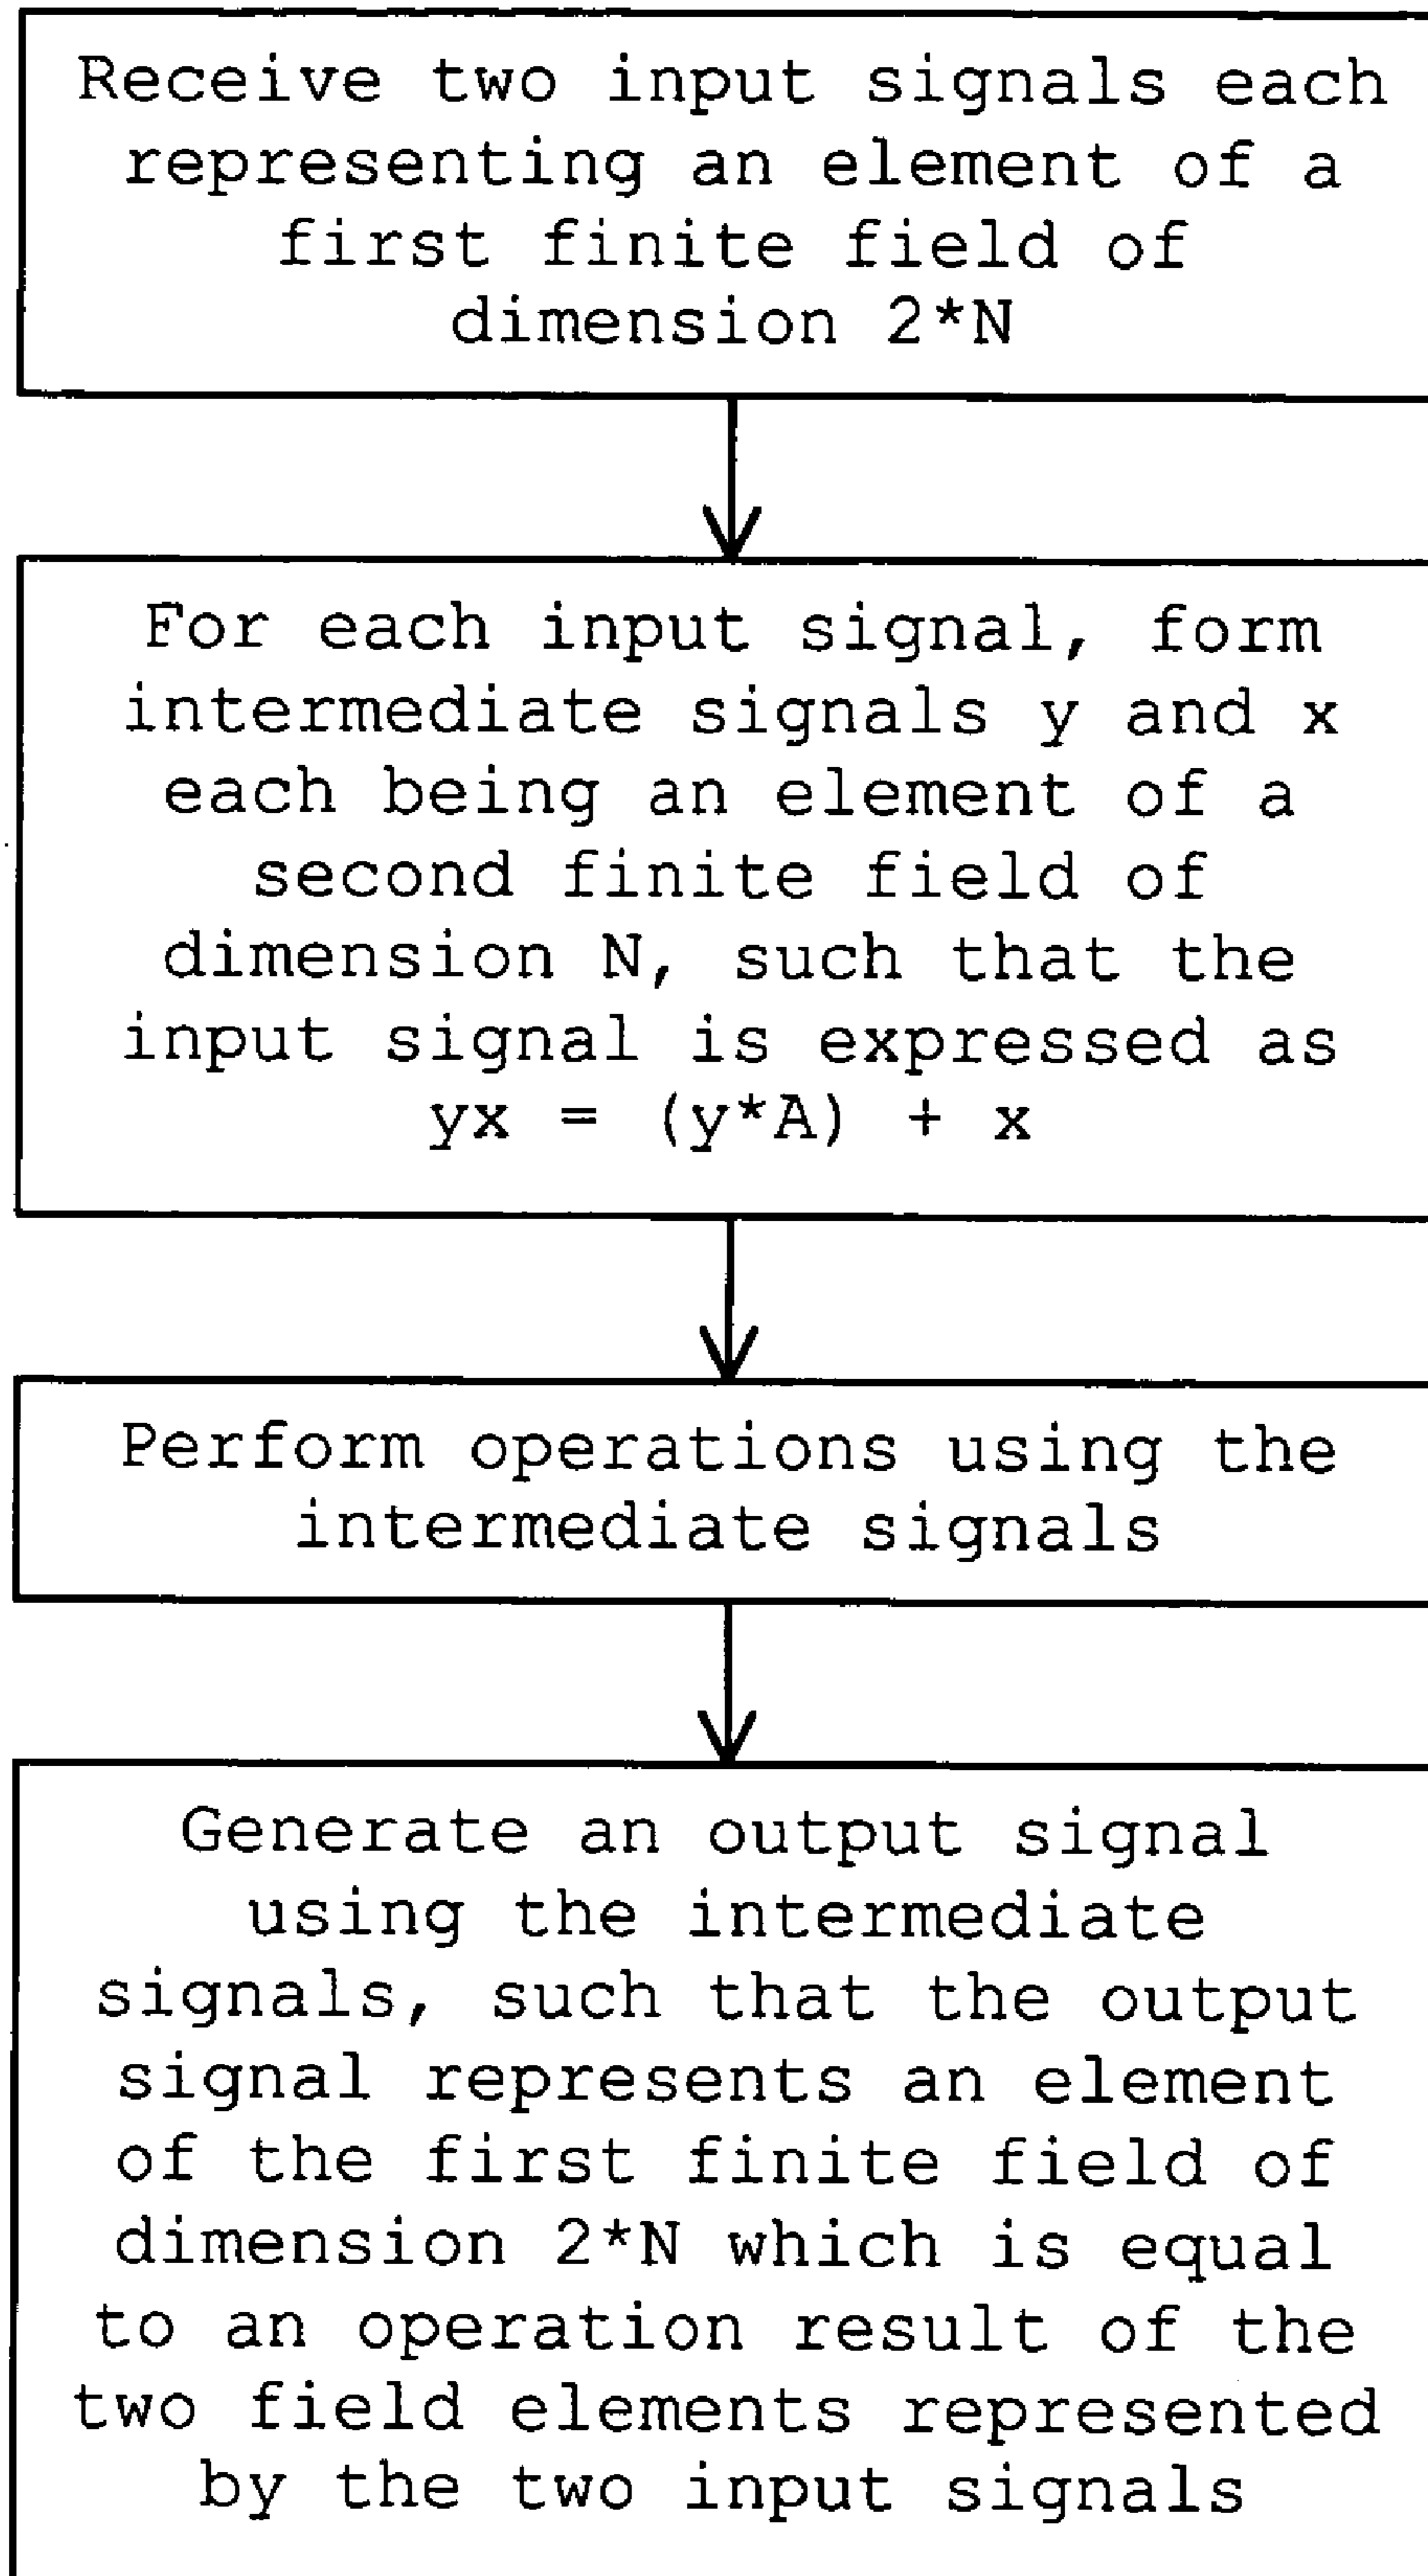 Receive two input signals each
representing an element of a
first finite field of
dimension 2*N
For each input signal, form
intermediate signals y and x
each being an element of a
second finite field of
dimension N, such that the
input signal is expressed as
yx = (y*A) + x
Perform operations using the
intermediate signals
Generate an output signal
using the intermediate
signals, such that the output
signal represents an element
of the first finite field of
dimension 2*N which is equal
to an operation result of the
two field elements represented
by the two input signals